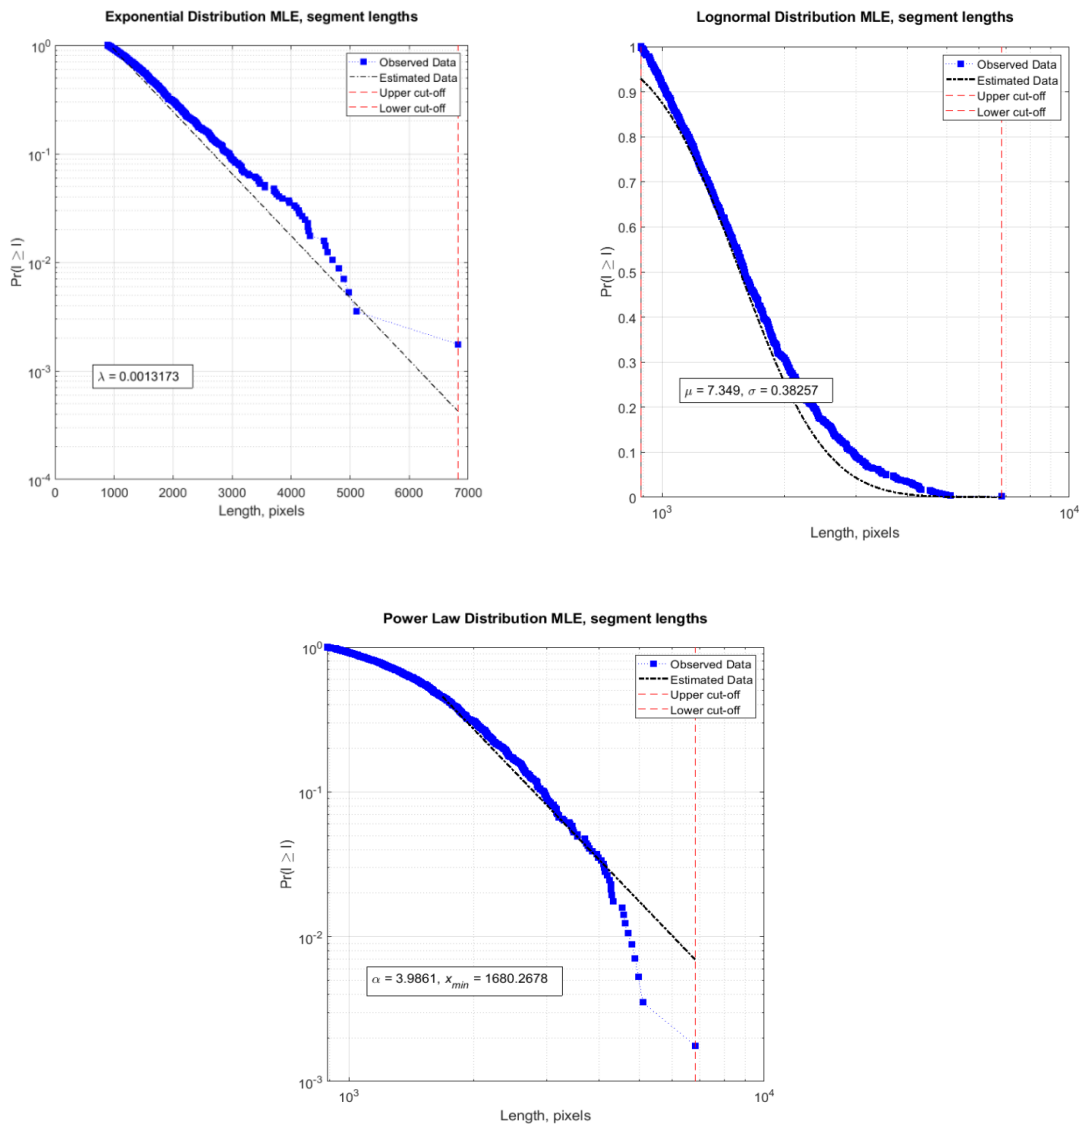 Exponential Distribution MLE, segment lengths
10^0
10^-1
10^-2
10^-3
10^-4
Pr(l ≥ l)
Observed Data
Estimated Data
Upper cut-off
Lower cut-off
λ = 0.0013173
0 1000 2000 3000 4000 5000 6000 7000
Length, pixels
Lognormal Distribution MLE, segment lengths
1
0.9
0.8
0.7
0.6
0.5
0.4
0.3
0.2
0.1
0
Pr(l ≥ l)
Observed Data
Estimated Data
Upper cut-off
Lower cut-off
μ = 7.349, σ = 0.38257
10^3 10^4
Length, pixels
Power Law Distribution MLE, segment lengths
10^0
10^-1
10^-2
10^-3
Pr(l ≥ l)
Observed Data
Estimated Data
Upper cut-off
Lower cut-off
α = 3.9861, x_min = 1680.2678
10^3 10^4
Length, pixels